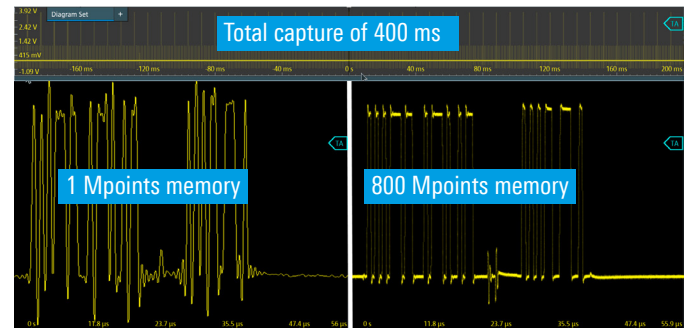 3.92 V
Diagram Set +
2.42 V
1.42 V
-415 mV
-1.09 V
Total capture of 400 ms
1A
-160 ms -120 ms -80 ms -40 ms 0 s 40 ms 80 ms 120 ms 160 ms 200 ms
1A 1A
1 Mpoints memory 800 Mpoints memory
0 s 11.8 µs 23.7 µs 35.5 µs 47.4 µs 56 µs 0 s 11.8 µs 23.7 µs 35.5 µs 47.4 µs 55.9 µs